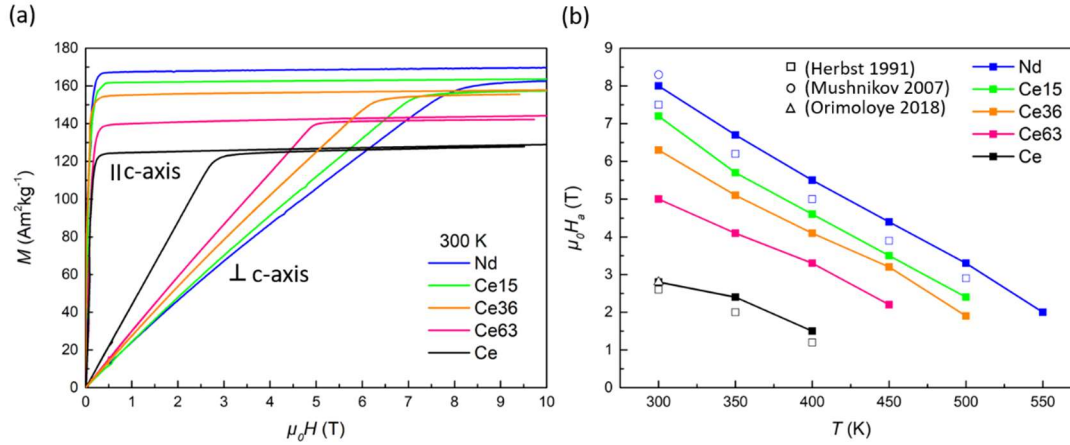 (a)
180
160
140
120
100
80
60
40
20
0
M (Am²kg⁻¹)
||c-axis
⊥ c-axis
300 K
Nd
Ce15
Ce36
Ce63
Ce
0 1 2 3 4 5 6 7 8 9 10
μ₀H (T)
(b)
9
8
7
6
5
4
3
2
1
0
μ₀Hₐ (T)
(Herbst 1991)
(Mushnikov 2007)
(Orimoloye 2018)
Nd
Ce15
Ce36
Ce63
Ce
300 350 400 450 500 550
T (K)